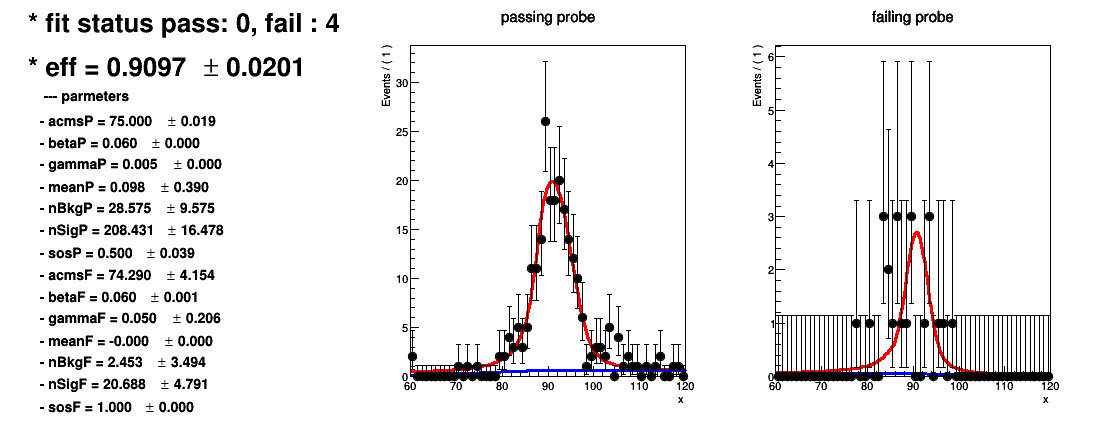 * fit status pass: 0, fail : 4
* eff = 0.9097 ± 0.0201
--- parmeters
- acmsP = 75.000 ± 0.019
- betaP = 0.060 ± 0.000
- gammaP = 0.005 ± 0.000
- meanP = 0.098 ± 0.390
- nBkgP = 28.575 ± 9.575
- nSigP = 208.431 ± 16.478
- sosP = 0.500 ± 0.039
- acmsF = 74.290 ± 4.154
- betaF = 0.060 ± 0.001
- gammaF = 0.050 ± 0.206
- meanF = -0.000 ± 0.000
- nBkgF = 2.453 ± 3.494
- nSigF = 20.688 ± 4.791
- sosF = 1.000 ± 0.000
passing probe
Events / ( 1 )
30
25
20
15
10
5
0
60 70 80 90 100 110 120
x
failing probe
Events / ( 1 )
6
5
4
3
2
1
0
60 70 80 90 100 110 120
x